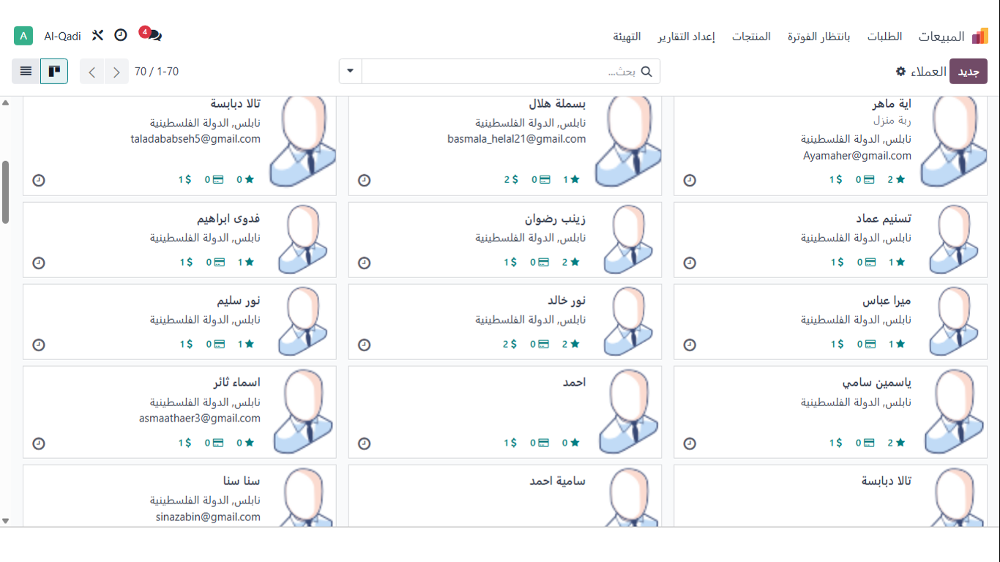 المبيعات
الطلبات
بانتظار الفوترة
المنتجات
إعداد التقارير
التهيئة
4
Al-Qadi
A
جديد
العملاء
بحث...
70 / 1-70
اية ماهر
ربة منزل
نابلس, الدولة الفلسطينية
Ayamaher@gmail.com
2 0 1 $
بسملة هلال
نابلس, الدولة الفلسطينية
basmala_helal21@gmail.com
1 0 2 $
تالا دبابسة
نابلس, الدولة الفلسطينية
taladababseh5@gmail.com
0 0 1 $
تسنيم عماد
نابلس, الدولة الفلسطينية
1 0 1 $
زينب رضوان
نابلس, الدولة الفلسطينية
2 0 1 $
فدوى ابراهيم
نابلس, الدولة الفلسطينية
1 0 1 $
ميرا عباس
نابلس, الدولة الفلسطينية
1 0 1 $
نور خالد
نابلس, الدولة الفلسطينية
2 0 2 $
نور سليم
نابلس, الدولة الفلسطينية
1 0 1 $
ياسمين سامي
نابلس, الدولة الفلسطينية
2 0 1 $
احمد
0 0 1 $
اسماء ثائر
نابلس, الدولة الفلسطينية
asmaathaer3@gmail.com
0 0 1 $
تالا دبابسة
سامية احمد
سنا سنا
نابلس, الدولة الفلسطينية
sinazabin@gmail.com